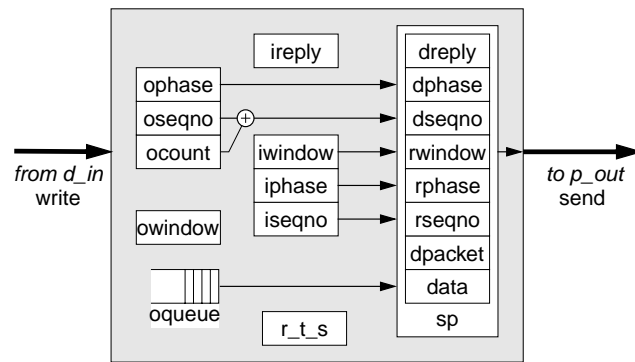 ireply
dreply
ophase
dphase
oseqno
+
dseqno
ocount
iwindow
rwindow
from d_in
write
to p_out
send
iphase
rphase
iseqno
rseqno
owindow
dpacket
data
oqueue
sp
r_t_s